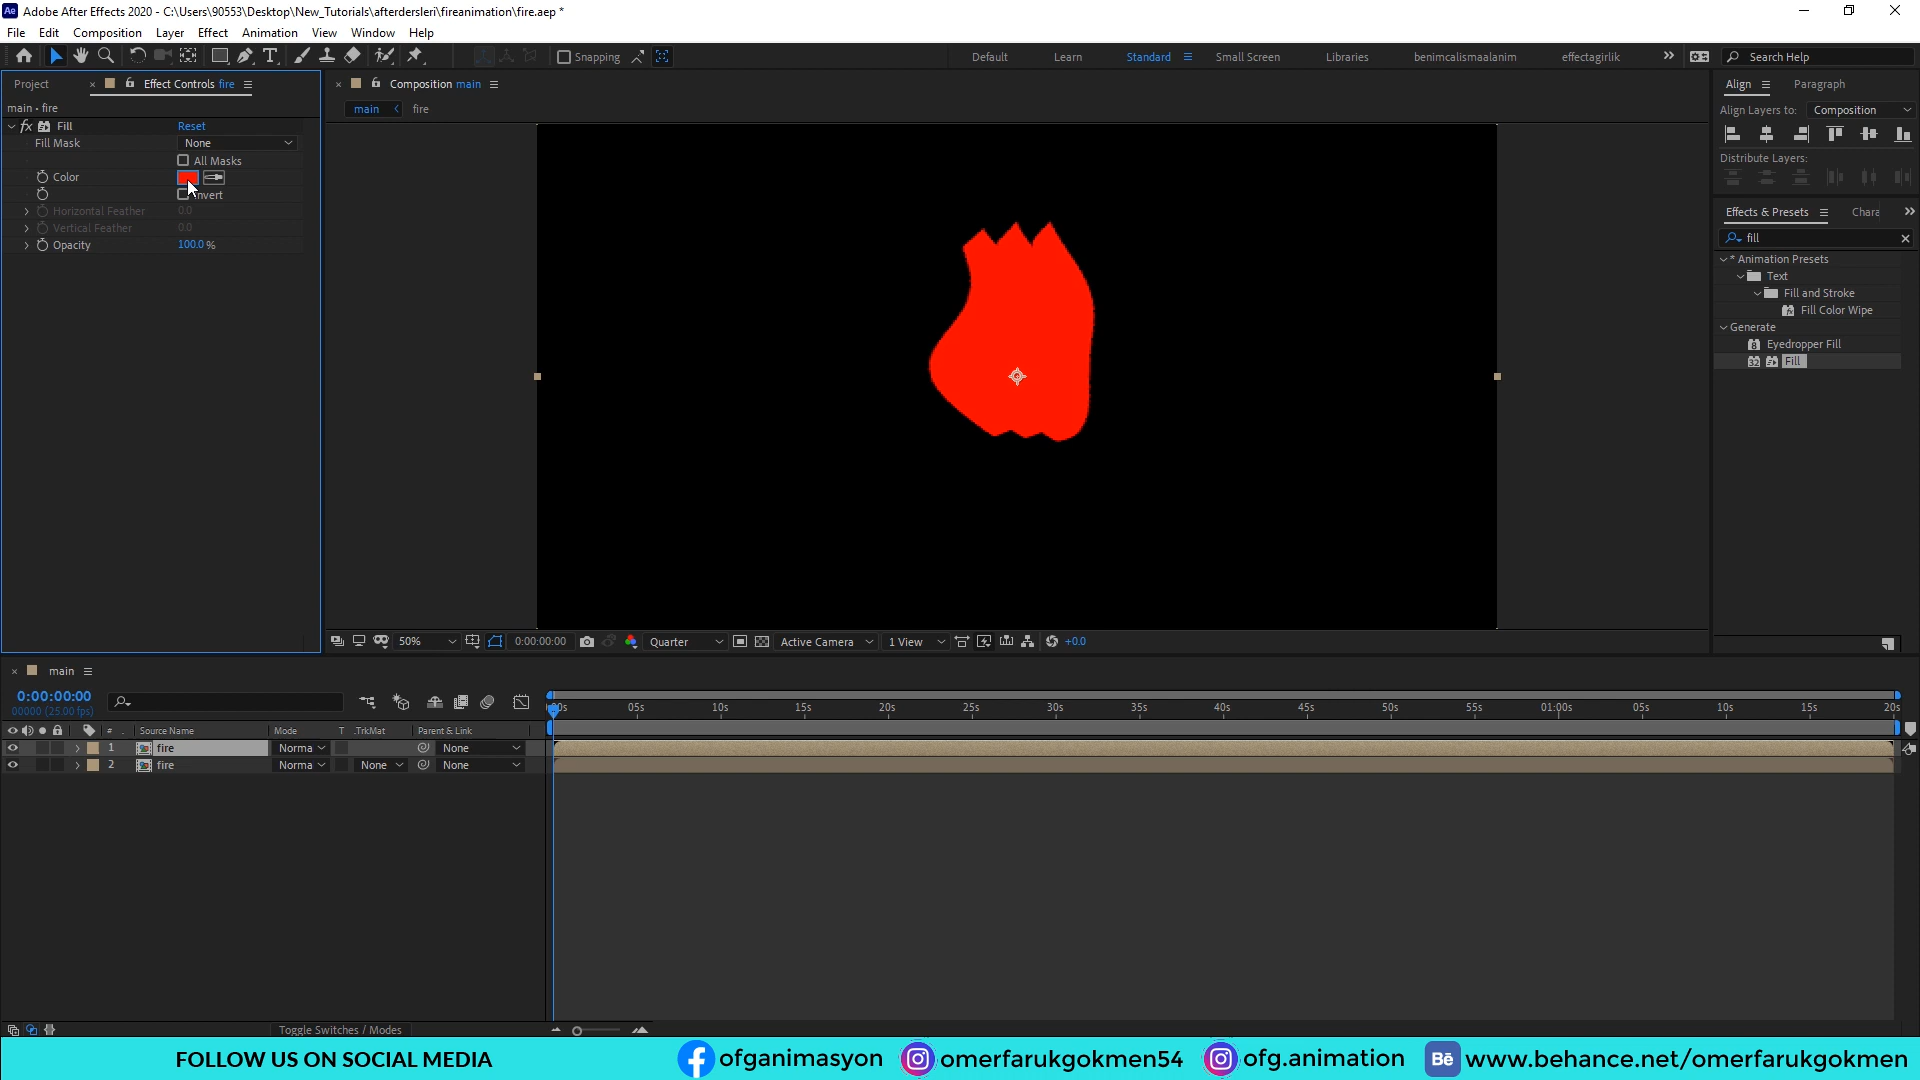 Adobe After Effects 2020 - C:\Users\90553\Desktop\New_Tutorials\afterdersleri\fireanimation\fire.aep *
File Edit Composition Layer Effect Animation View Window Help
Snapping Default Learn Standard Small Screen Libraries benimcalismaalanim effectagirlik Search Help
Project Effect Controls fire
main • fire
Fill Reset
Fill Mask None
All Masks
Color
Invert
Horizontal Feather 0.0
Vertical Feather 0.0
Opacity 100.0 %
Composition main
main fire
50% 0:00:00:00 Quarter Active Camera 1 View +0.0
Align Paragraph
Align Layers to: Composition
Distribute Layers:
Effects & Presets Chara
fill
* Animation Presets
Text
Fill and Stroke
Fill Color Wipe
Generate
Eyedropper Fill
Fill
main
0:00:00:00
00000 (25.00 fps)
05s 10s 15s 20s 25s 30s 35s 40s 45s 50s 55s 01:00s 05s 10s 15s 20s
# Source Name Mode T .TrkMat Parent & Link
1 fire Norma None
2 fire Norma None None
Toggle Switches / Modes
FOLLOW US ON SOCIAL MEDIA ofganimasyon omerfarukgokmen54 ofg.animation Bē www.behance.net/omerfarukgokmen